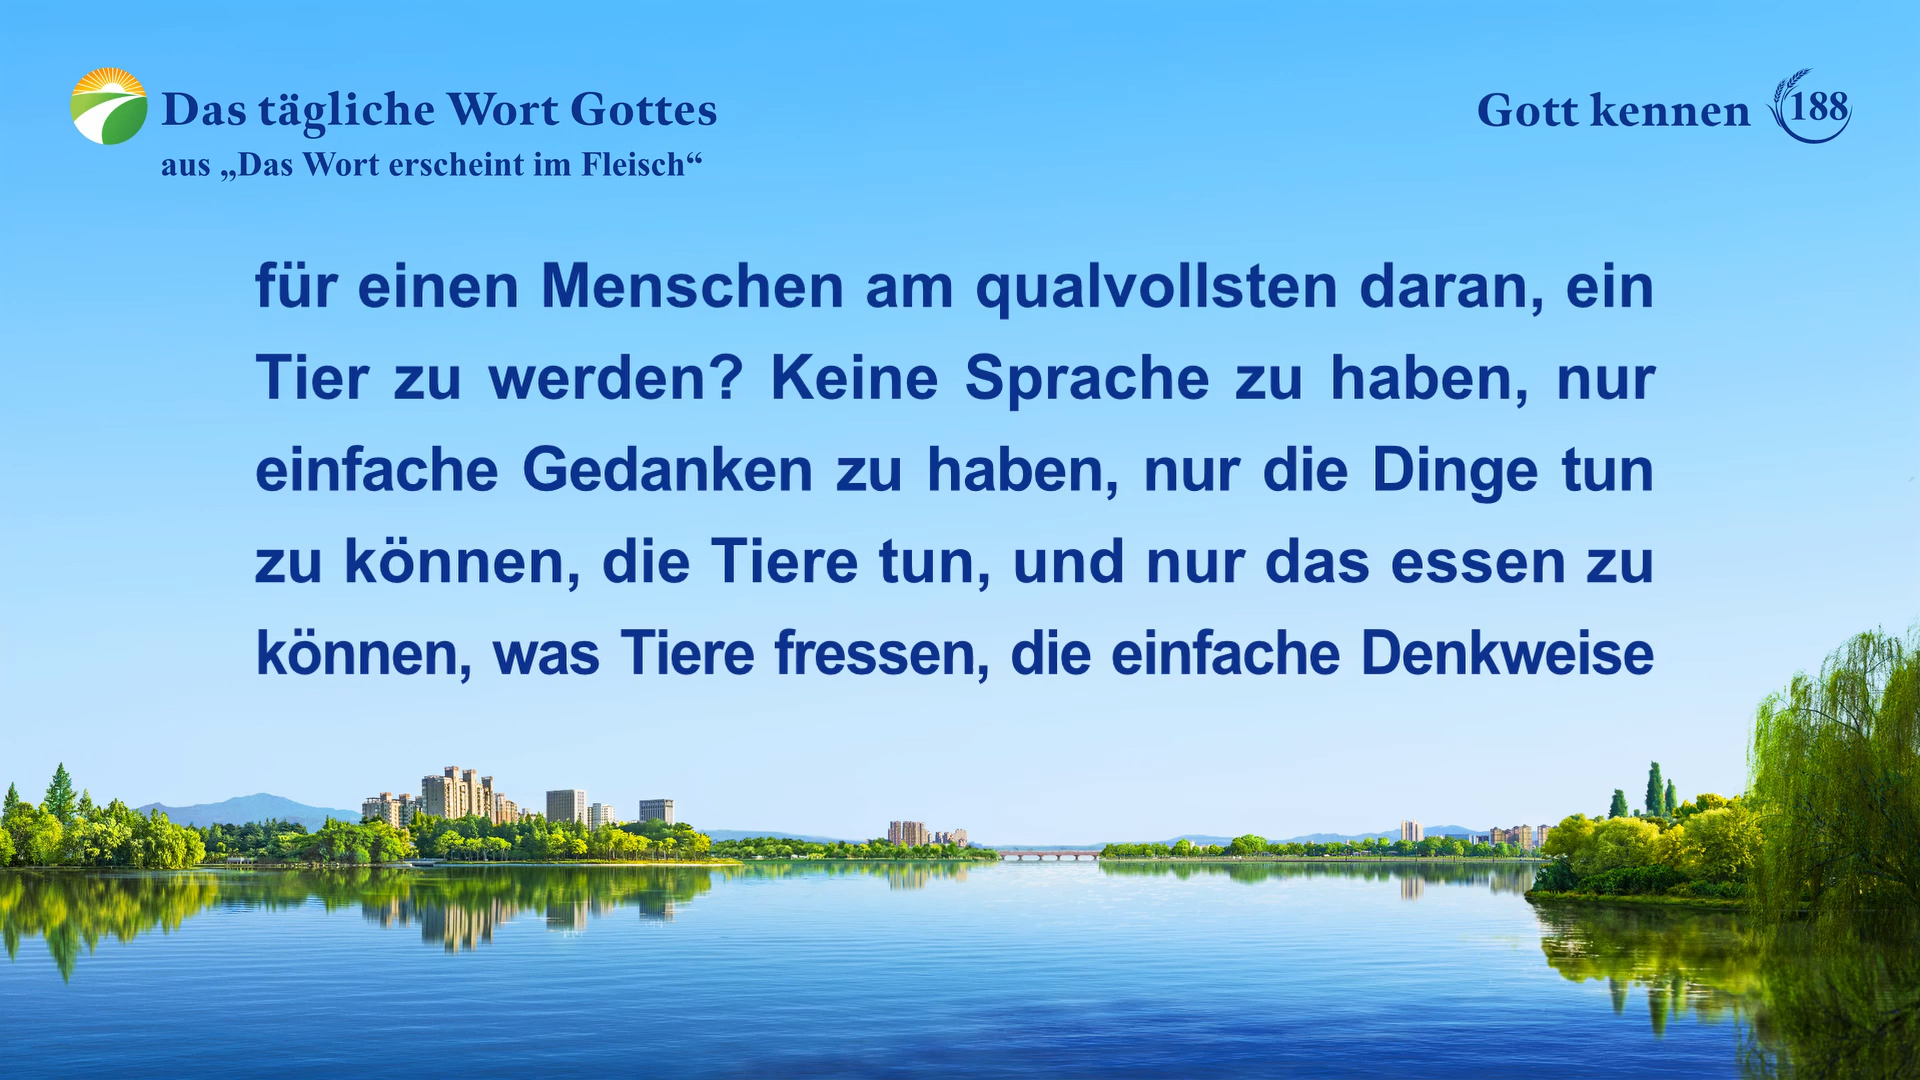 Das tägliche Wort Gottes
aus „Das Wort erscheint im Fleisch“
Gott kennen 188
für einen Menschen am qualvollsten daran, ein
Tier zu werden? Keine Sprache zu haben, nur
einfache Gedanken zu haben, nur die Dinge tun
zu können, die Tiere tun, und nur das essen zu
können, was Tiere fressen, die einfache Denkweise